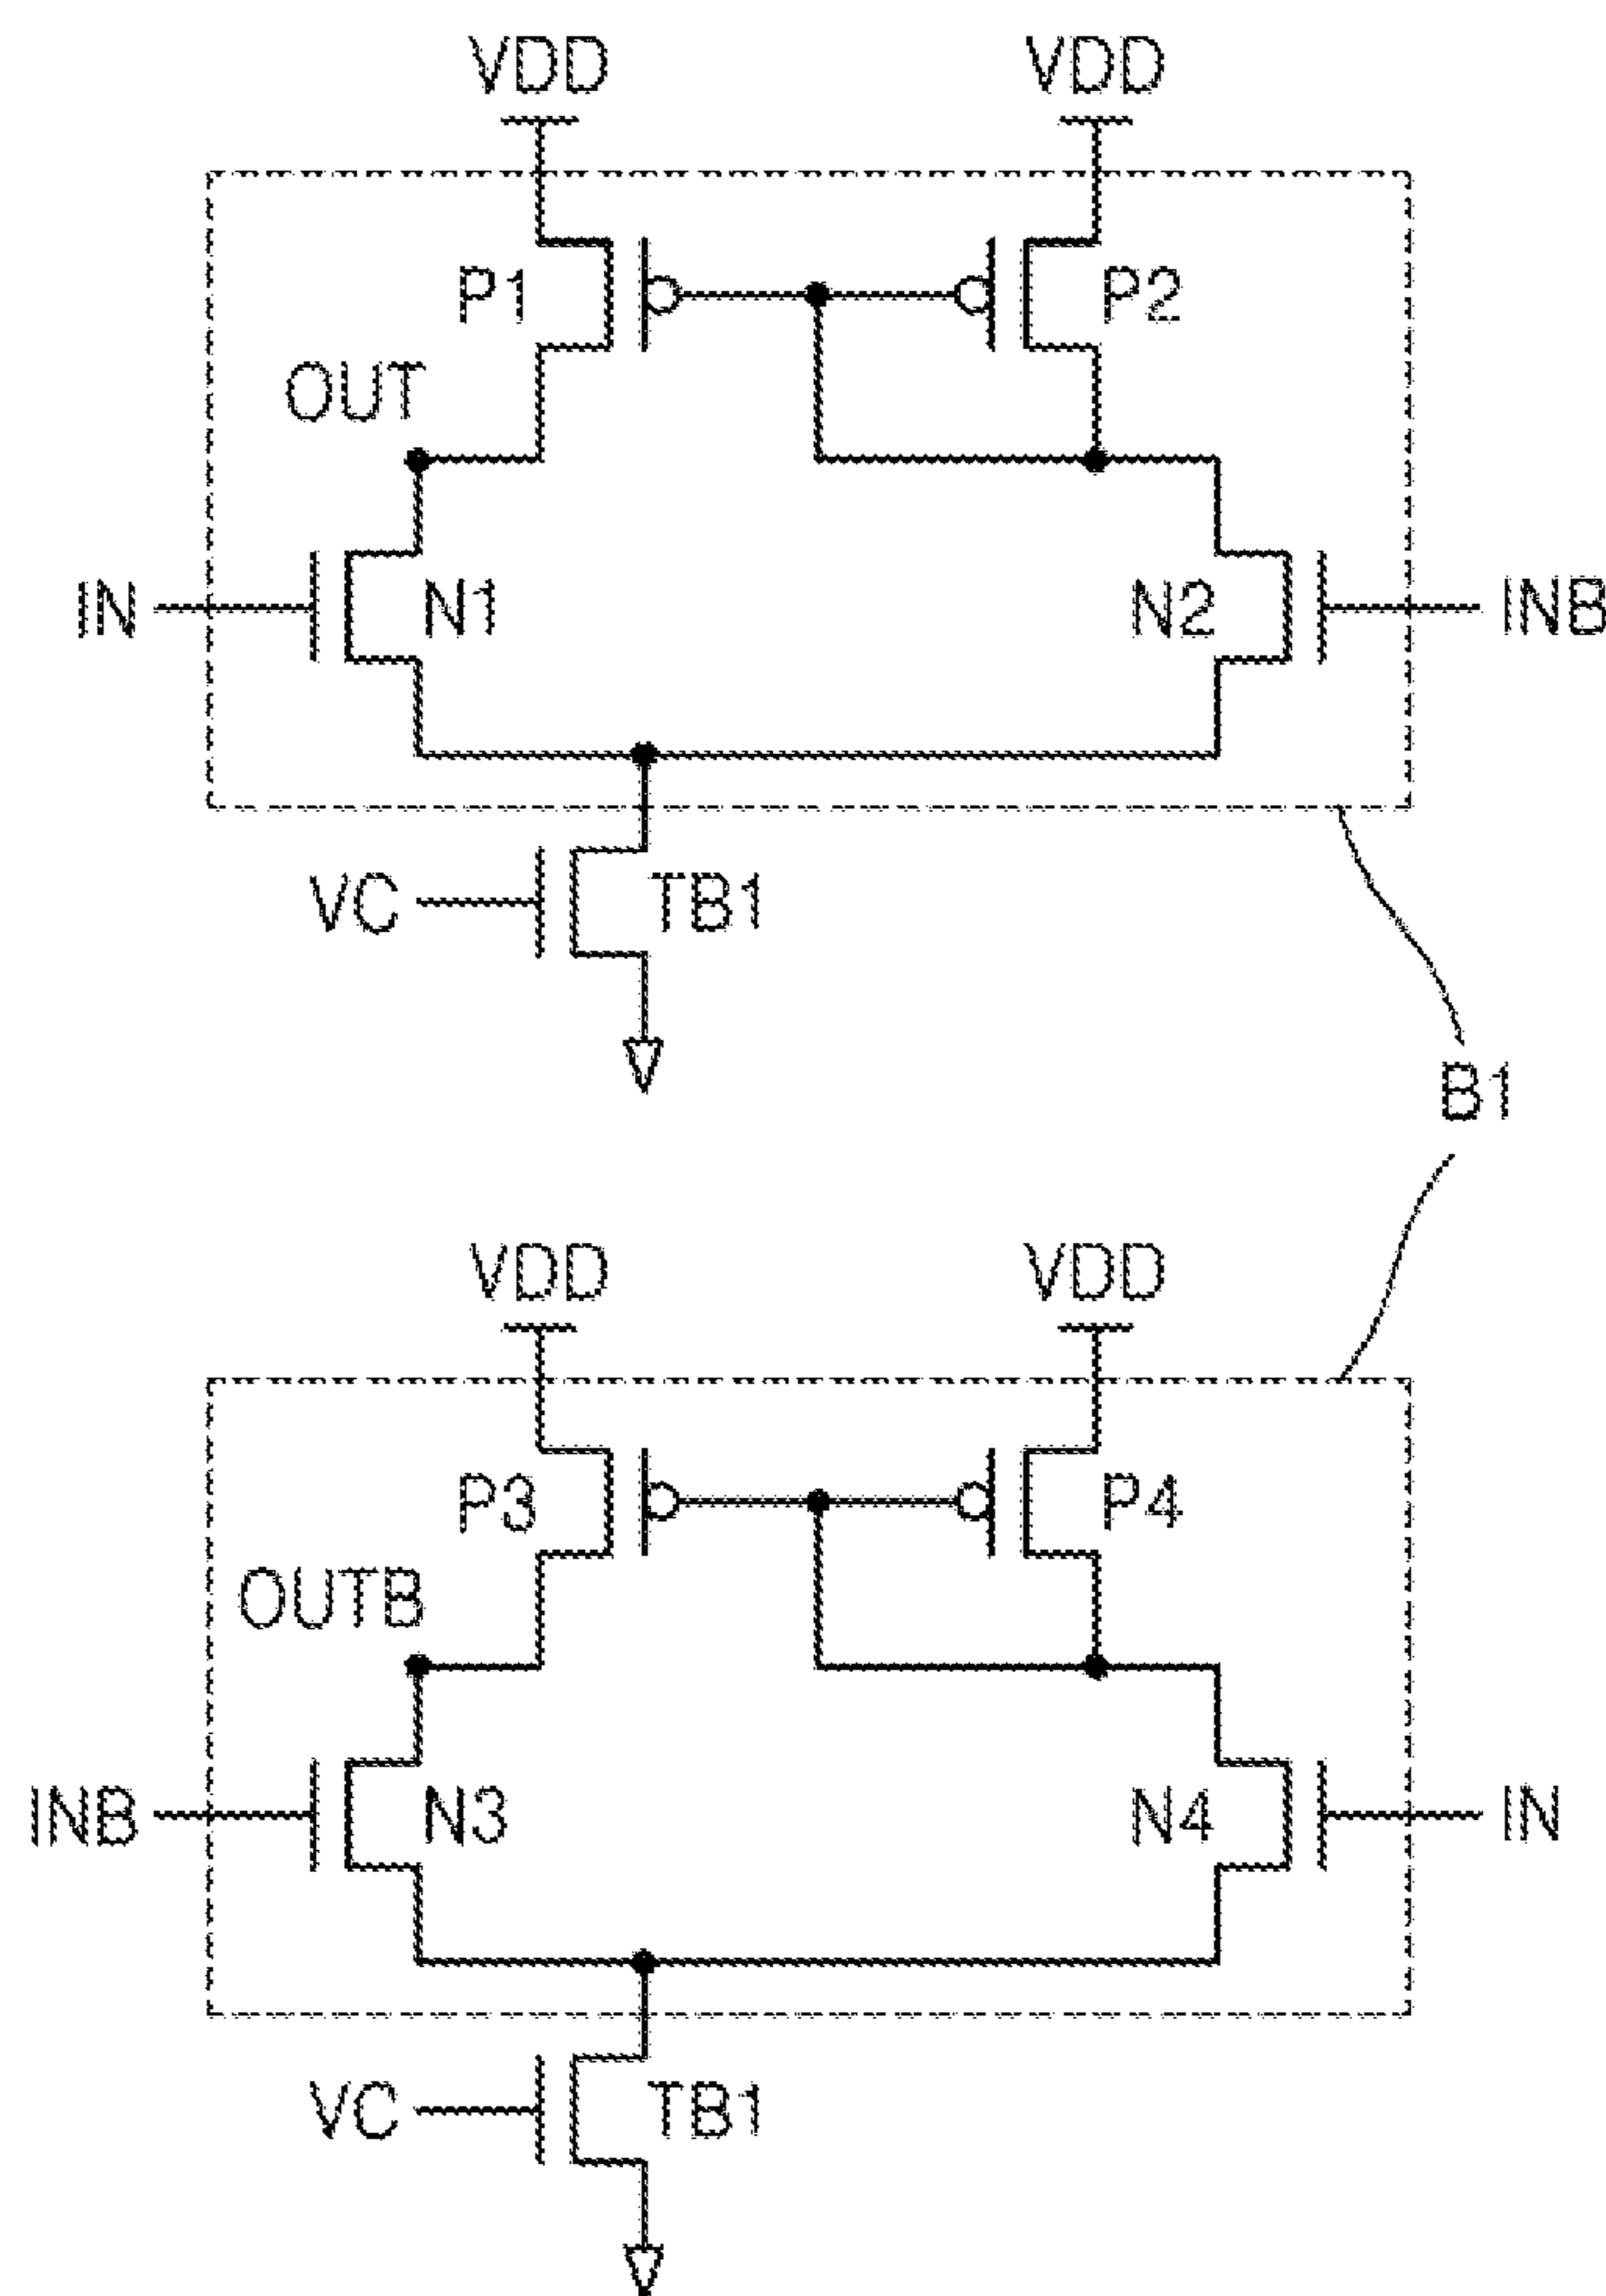 VDD VDD
P1 P2
OUT
IN N1 N2 INB
VC TB1
B1
VDD VDD
P3 P4
OUTB
INB N3 N4 IN
VC TB1